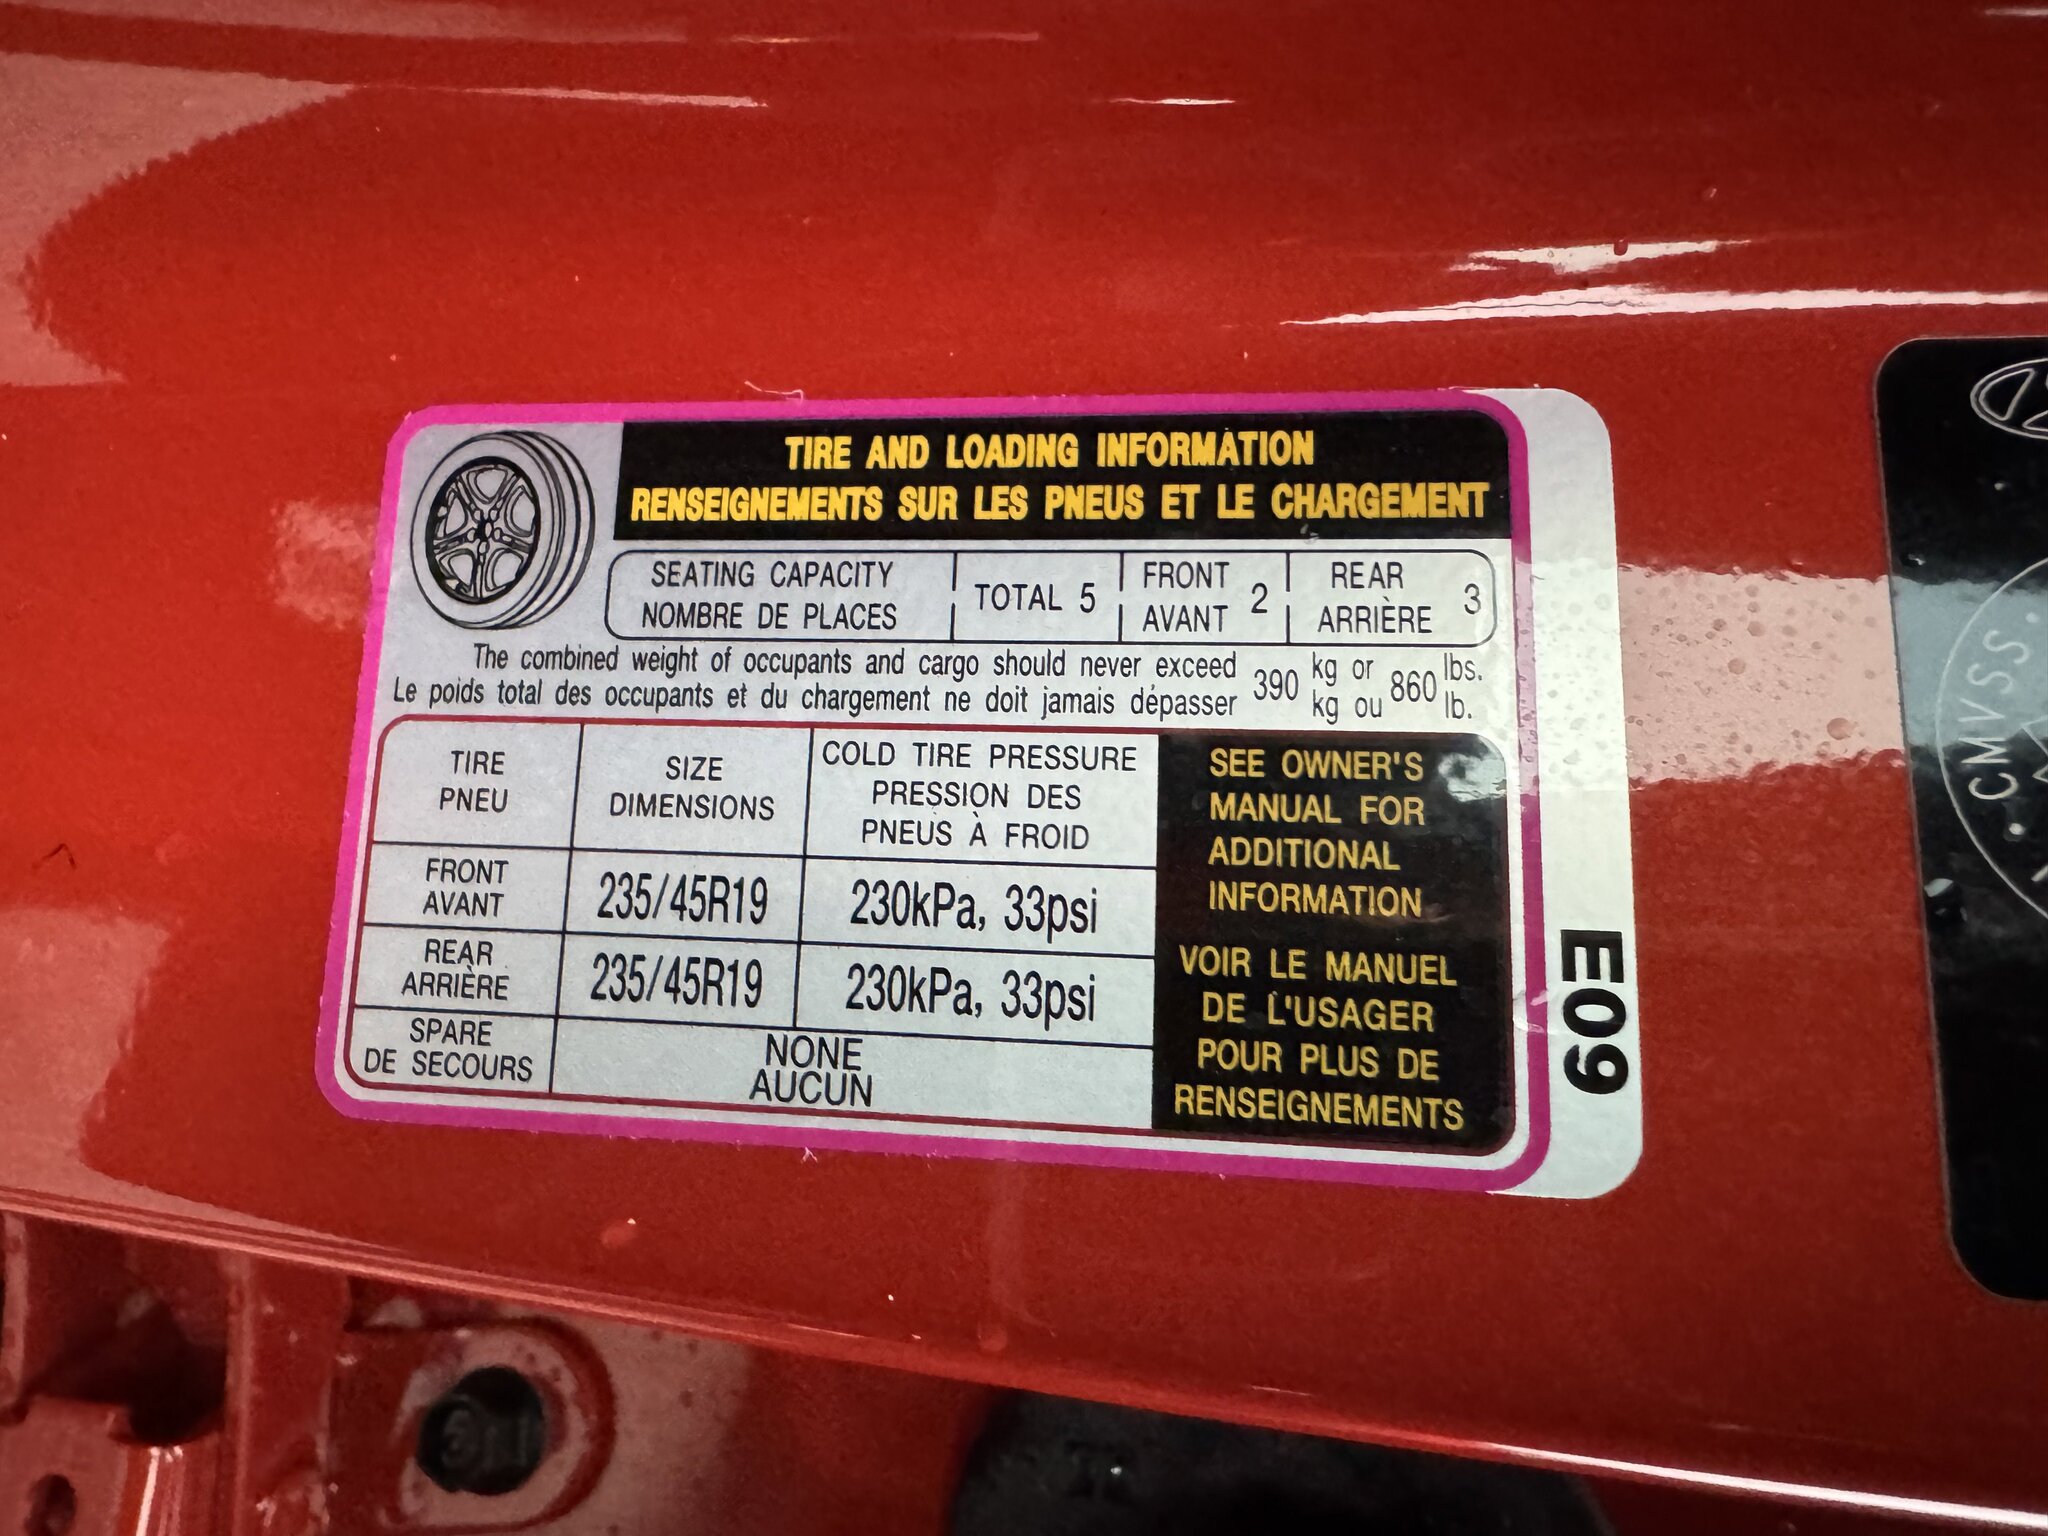 TIRE AND LOADING INFORMATION
RENSEIGNEMENTS SUR LES PNEUS ET LE CHARGEMENT
SEATING CAPACITY
NOMBRE DE PLACES
TOTAL 5
FRONT
AVANT
2
REAR
ARRIÈRE
3
The combined weight of occupants and cargo should never exceed 390 kg or 860 lbs.
Le poids total des occupants et du chargement ne doit jamais dépasser 390 kg ou 860 lb.
TIRE
PNEU
SIZE
DIMENSIONS
COLD TIRE PRESSURE
PRESSION DES
PNEUS À FROID
FRONT
AVANT
235/45R19
230kPa, 33psi
REAR
ARRIÈRE
235/45R19
230kPa, 33psi
SPARE
DE SECOURS
NONE
AUCUN
SEE OWNER'S
MANUAL FOR
ADDITIONAL
INFORMATION
VOIR LE MANUEL
DE L'USAGER
POUR PLUS DE
RENSEIGNEMENTS
E09
CMVSS